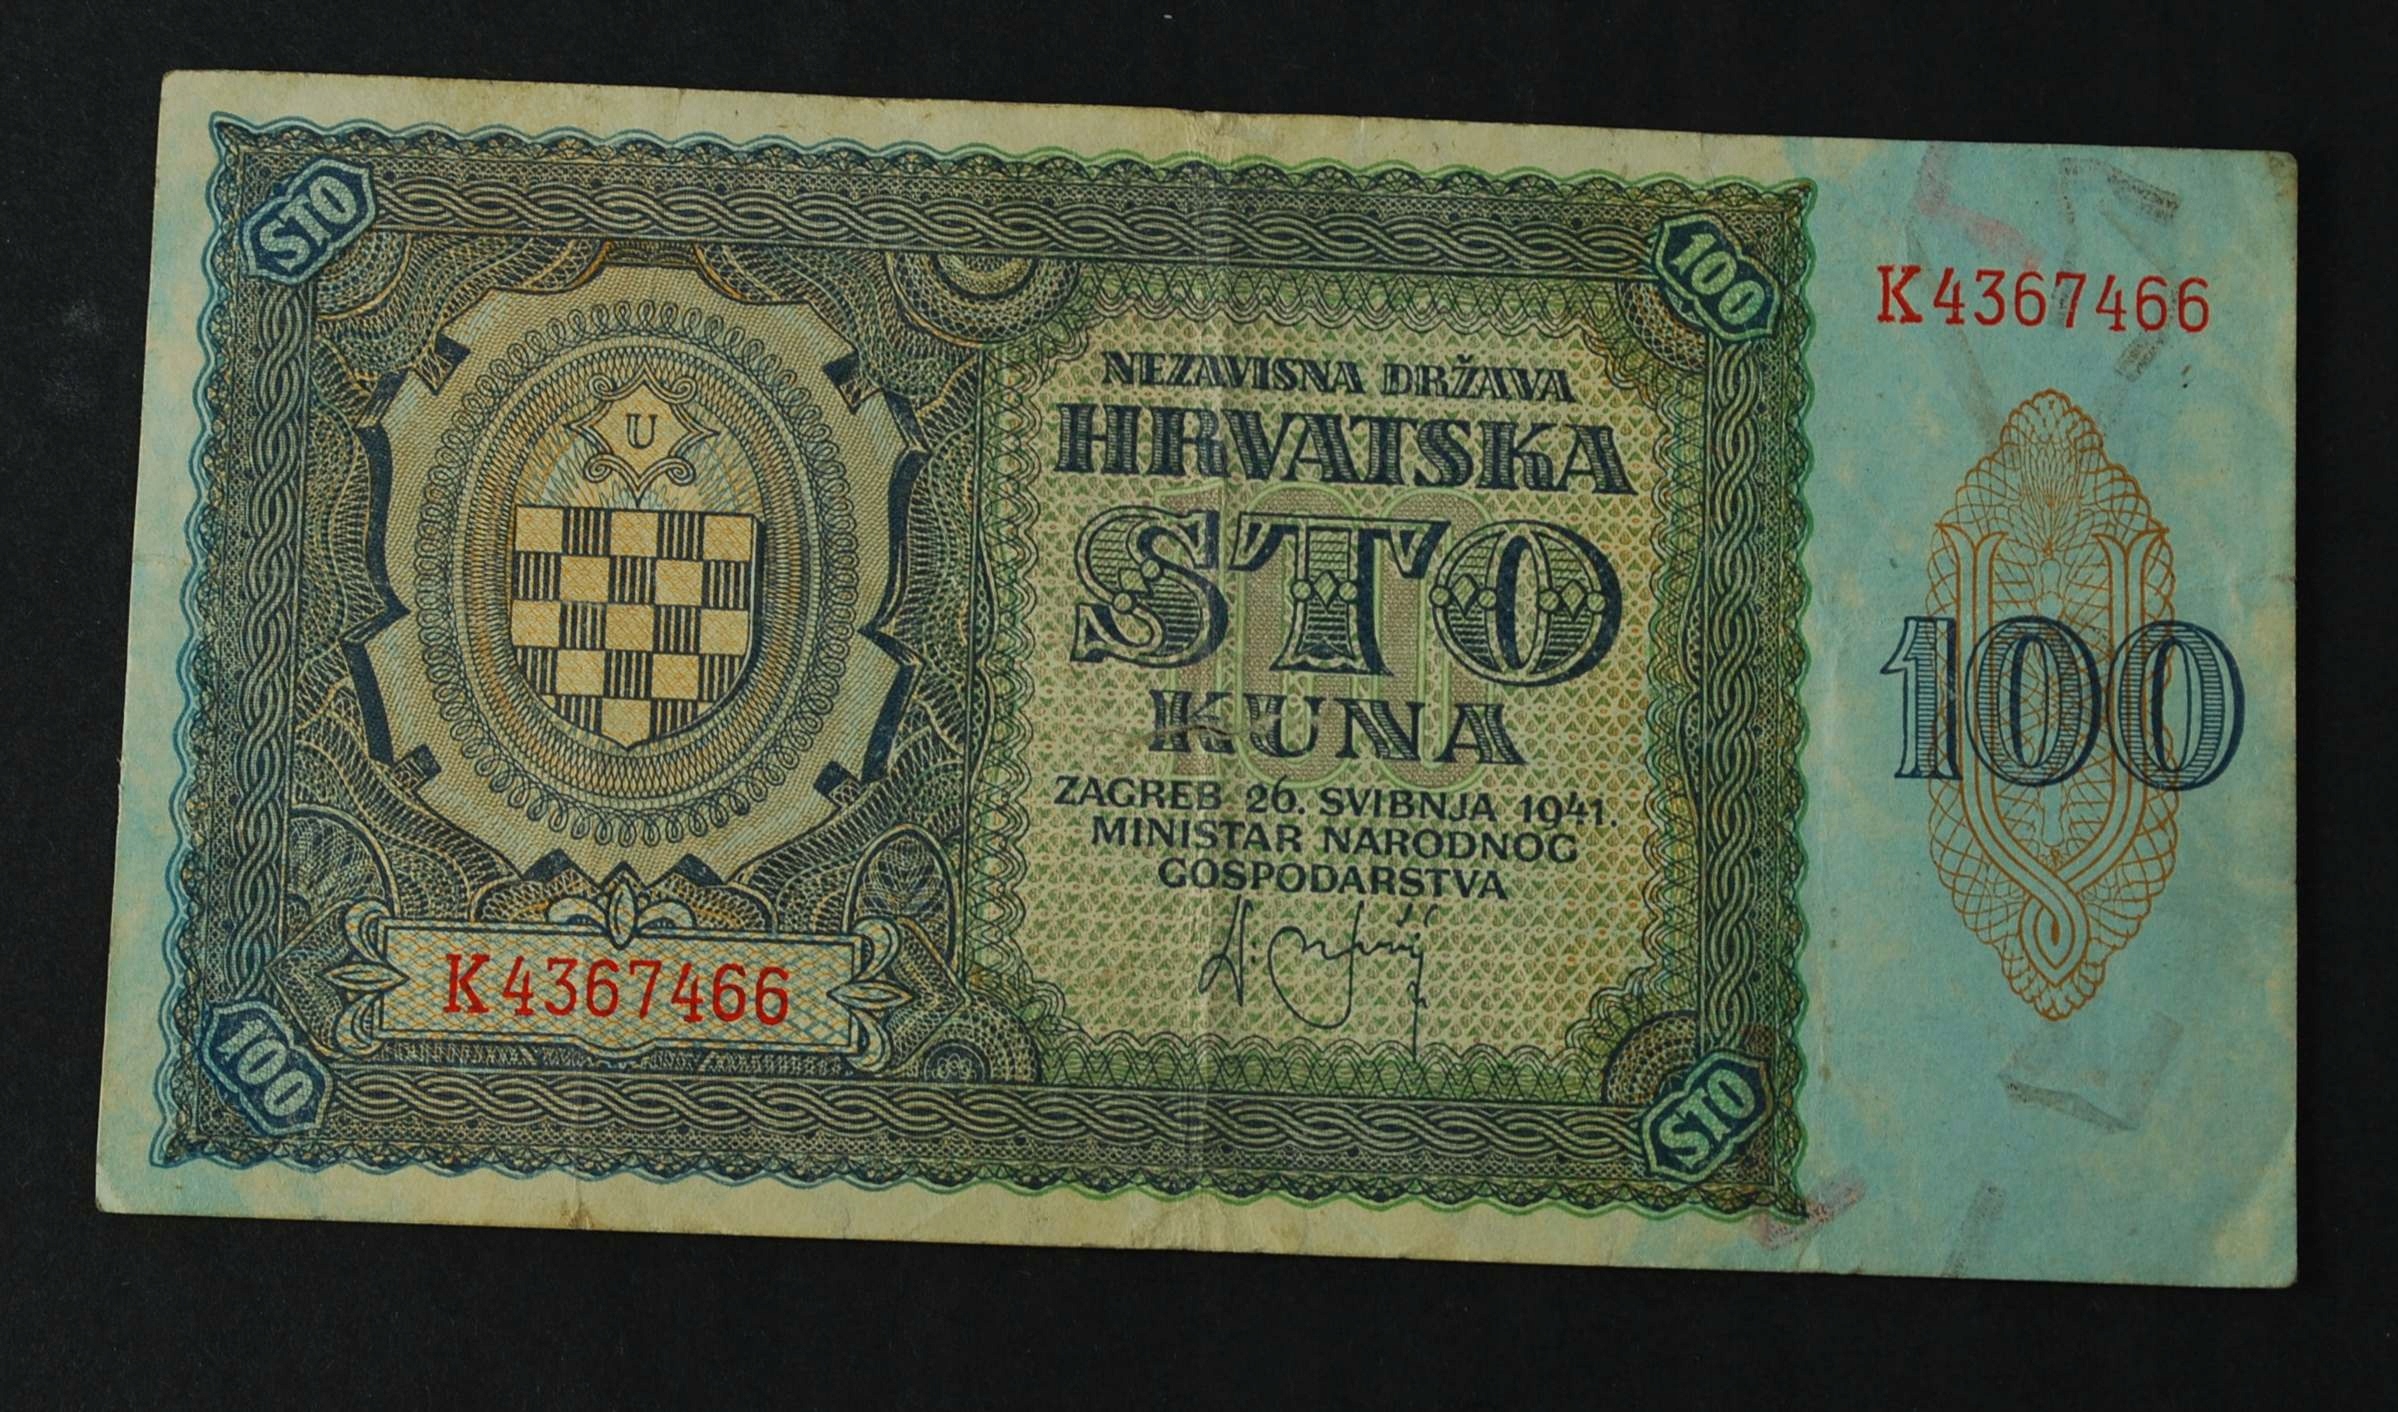 STO
100
K4367466
U
NEZAVISNA DRŽAVA
HRVATSKA
STO
KUNA
100
ZAGREB 26. SVIBNJA 1941.
MINISTAR NARODNOG
GOSPODARSTVA
100
K4367466
100
STO